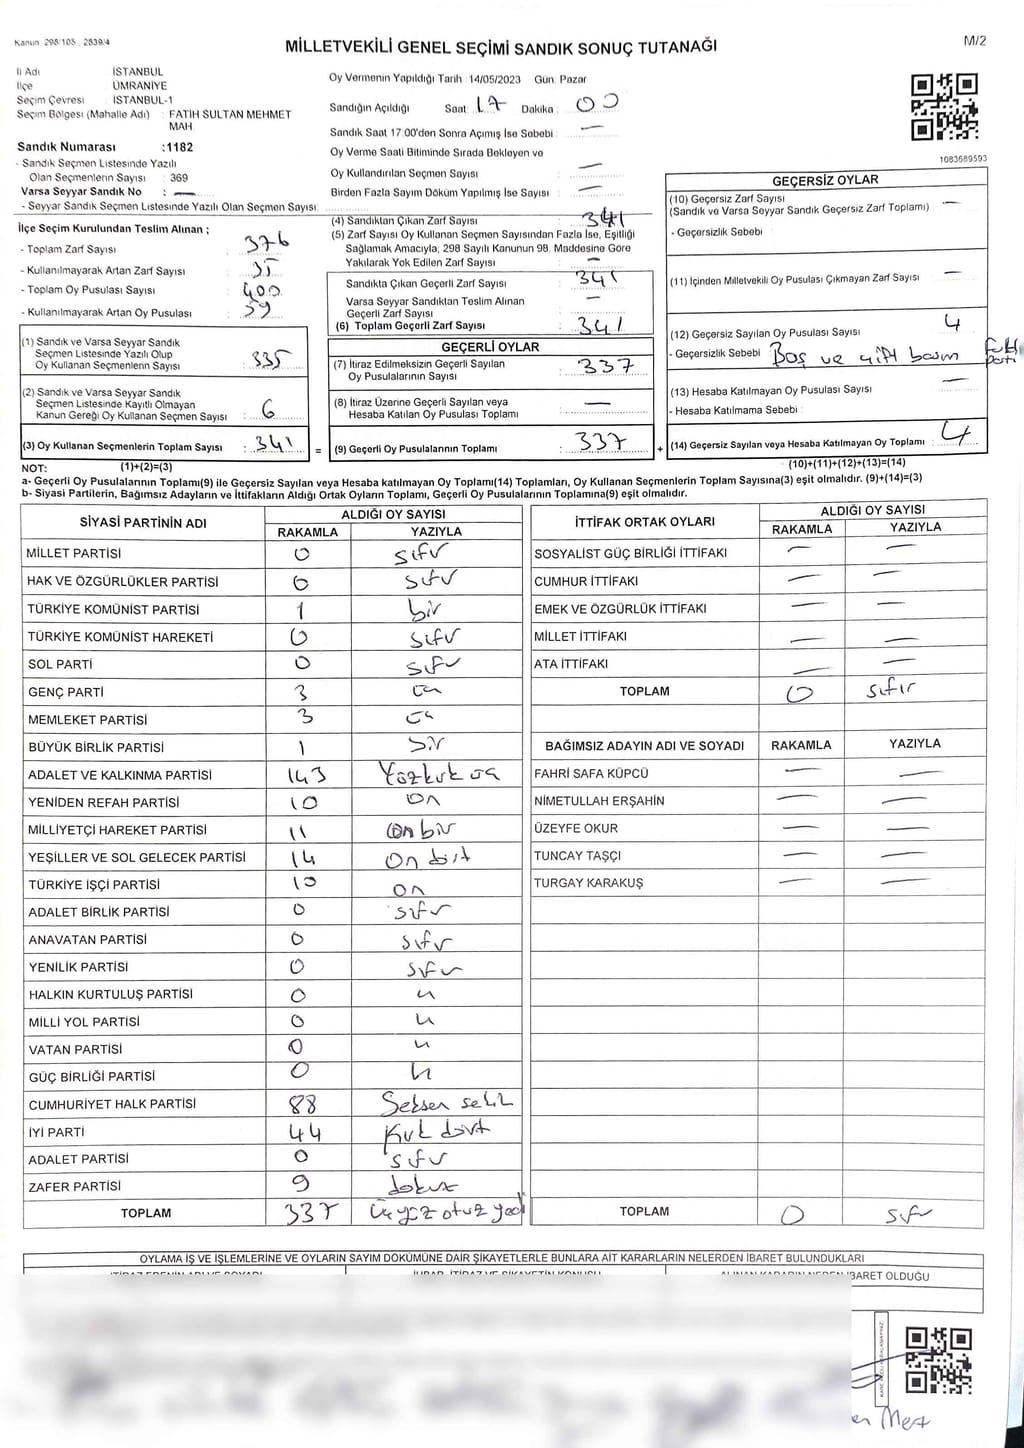 Kanun: 298/105 , 2839/4
MİLLETVEKİLİ GENEL SEÇİMİ SANDIK SONUÇ TUTANAĞI
M/2
İl Adı : İSTANBUL
İlçe : ÜMRANİYE
Seçim Çevresi : İSTANBUL-1
Seçim Bölgesi (Mahalle Adı) : FATİH SULTAN MEHMET MAH
Sandık Numarası :1182
- Sandık Seçmen Listesinde Yazılı
Olan Seçmenlerin Sayısı : 369
Varsa Seyyar Sandık No : —
- Seyyar Sandık Seçmen Listesinde Yazılı Olan Seçmen Sayısı:
Oy Vermenin Yapıldığı Tarih :14/05/2023 Gün: Pazar
Sandığın Açıldığı Saat: 17 Dakika : 00
Sandık Saat 17:00'den Sonra Açımış İse Sebebi : —
Oy Verme Saati Bitiminde Sırada Bekleyen ve
Oy Kullandırılan Seçmen Sayısı : —
Birden Fazla Sayım Döküm Yapılmış İse Sayısı : —
1083689593
İlçe Seçim Kurulundan Teslim Alınan ;
- Toplam Zarf Sayısı : 376
- Kullanılmayarak Artan Zarf Sayısı : 35
- Toplam Oy Pusulası Sayısı : 400
- Kullanılmayarak Artan Oy Pusulası : 59
(1) Sandık ve Varsa Seyyar Sandık
Seçmen Listesinde Yazılı Olup
Oy Kullanan Seçmenlerin Sayısı : 335
(2) Sandık ve Varsa Seyyar Sandık
Seçmen Listesinde Kayıtlı Olmayan
Kanun Gereği Oy Kullanan Seçmen Sayısı : 6
(3) Oy Kullanan Seçmenlerin Toplam Sayısı : 341 =
(4) Sandıktan Çıkan Zarf Sayısı : 341
(5) Zarf Sayısı Oy Kullanan Seçmen Sayısından Fazla İse, Eşitliği
Sağlamak Amacıyla, 298 Sayılı Kanunun 98. Maddesine Göre
Yakılarak Yok Edilen Zarf Sayısı : —
Sandıkta Çıkan Geçerli Zarf Sayısı : 341
Varsa Seyyar Sandıktan Teslim Alınan
Geçerli Zarf Sayısı : —
(6) Toplam Geçerli Zarf Sayısı : 341
GEÇERLİ OYLAR
(7) İtiraz Edilmeksizin Geçerli Sayılan
Oy Pusulalarının Sayısı : 337
(8) İtiraz Üzerine Geçerli Sayılan veya
Hesaba Katılan Oy Pusulası Toplamı : —
(9) Geçerli Oy Pusulalarının Toplamı : 337 +
GEÇERSİZ OYLAR
(10) Geçersiz Zarf Sayısı
(Sandık ve Varsa Seyyar Sandık Geçersiz Zarf Toplamı) : —
- Geçersizlik Sebebi :
(11) İçinden Milletvekili Oy Pusulası Çıkmayan Zarf Sayısı : —
(12) Geçersiz Sayılan Oy Pusulası Sayısı : 4
- Geçersizlik Sebebi : Boş ve çift basım farklı parti
(13) Hesaba Katılmayan Oy Pusulası Sayısı : —
- Hesaba Katılmama Sebebi :
(14) Geçersiz Sayılan veya Hesaba Katılmayan Oy Toplamı : 4
NOT: (1)+(2)=(3) (10)+(11)+(12)+(13)=(14)
a- Geçerli Oy Pusulalarının Toplamı(9) ile Geçersiz Sayılan veya Hesaba katılmayan Oy Toplamı(14) Toplamları, Oy Kullanan Seçmenlerin Toplam Sayısına(3) eşit olmalıdır. (9)+(14)=(3)
b- Siyasi Partilerin, Bağımsız Adayların ve İttifakların Aldığı Ortak Oyların Toplamı, Geçerli Oy Pusulalarının Toplamına(9) eşit olmalıdır.
SİYASİ PARTİNİN ADI ALDIĞI OY SAYISI
RAKAMLA YAZIYLA
MİLLET PARTİSİ 0 sıfır
HAK VE ÖZGÜRLÜKLER PARTİSİ 0 sıfır
TÜRKİYE KOMÜNİST PARTİSİ 1 bir
TÜRKİYE KOMÜNİST HAREKETİ 0 sıfır
SOL PARTİ 0 sıfır
GENÇ PARTİ 3 üç
MEMLEKET PARTİSİ 3 üç
BÜYÜK BİRLİK PARTİSİ 1 bir
ADALET VE KALKINMA PARTİSİ 143 Yüzkırk üç
YENİDEN REFAH PARTİSİ 10 on
MİLLİYETÇİ HAREKET PARTİSİ 11 on bir
YEŞİLLER VE SOL GELECEK PARTİSİ 14 on dört
TÜRKİYE İŞÇİ PARTİSİ 10 on
ADALET BİRLİK PARTİSİ 0 sıfır
ANAVATAN PARTİSİ 0 sıfır
YENİLİK PARTİSİ 0 sıfır
HALKIN KURTULUŞ PARTİSİ 0 "
MİLLİ YOL PARTİSİ 0 "
VATAN PARTİSİ 0 "
GÜÇ BİRLİĞİ PARTİSİ 0 "
CUMHURİYET HALK PARTİSİ 88 Seksen sekiz
İYİ PARTİ 44 Kırk dört
ADALET PARTİSİ 0 sıfır
ZAFER PARTİSİ 9 dokuz
TOPLAM 337 Üçyüz otuz yedi
İTTİFAK ORTAK OYLARI ALDIĞI OY SAYISI
RAKAMLA YAZIYLA
SOSYALİST GÜÇ BİRLİĞİ İTTİFAKI — —
CUMHUR İTTİFAKI — —
EMEK VE ÖZGÜRLÜK İTTİFAKI — —
MİLLET İTTİFAKI — —
ATA İTTİFAKI — —
TOPLAM 0 sıfır
BAĞIMSIZ ADAYIN ADI VE SOYADI RAKAMLA YAZIYLA
FAHRİ SAFA KÜPCÜ — —
NİMETULLAH ERŞAHİN — —
ÜZEYFE OKUR — —
TUNCAY TAŞÇI — —
TURGAY KARAKUŞ — —
TOPLAM 0 sıfır
OYLAMA İŞ VE İŞLEMLERİNE VE OYLARIN SAYIM DÖKÜMÜNE DAİR ŞİKAYETLERLE BUNLARA AİT KARARLARIN NELERDEN İBARET BULUNDUKLARI
İBARET OLDUĞU